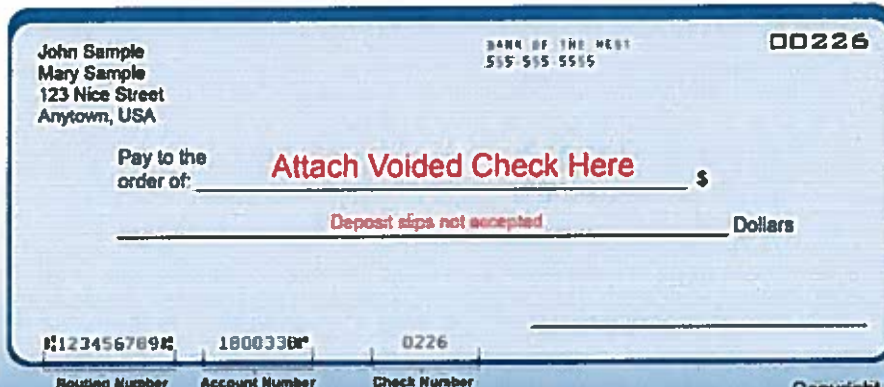 John Sample
Mary Sample
123 Nice Street
Anytown, USA
BANK OF THE WEST
555-555-5555
00226
Pay to the
order of:
Attach Voided Check Here
$
Deposit slips not accepted
Dollars
⑆123456789⑆ 1800330⑈ 0226
Routing Number Account Number Check Number
Copyright